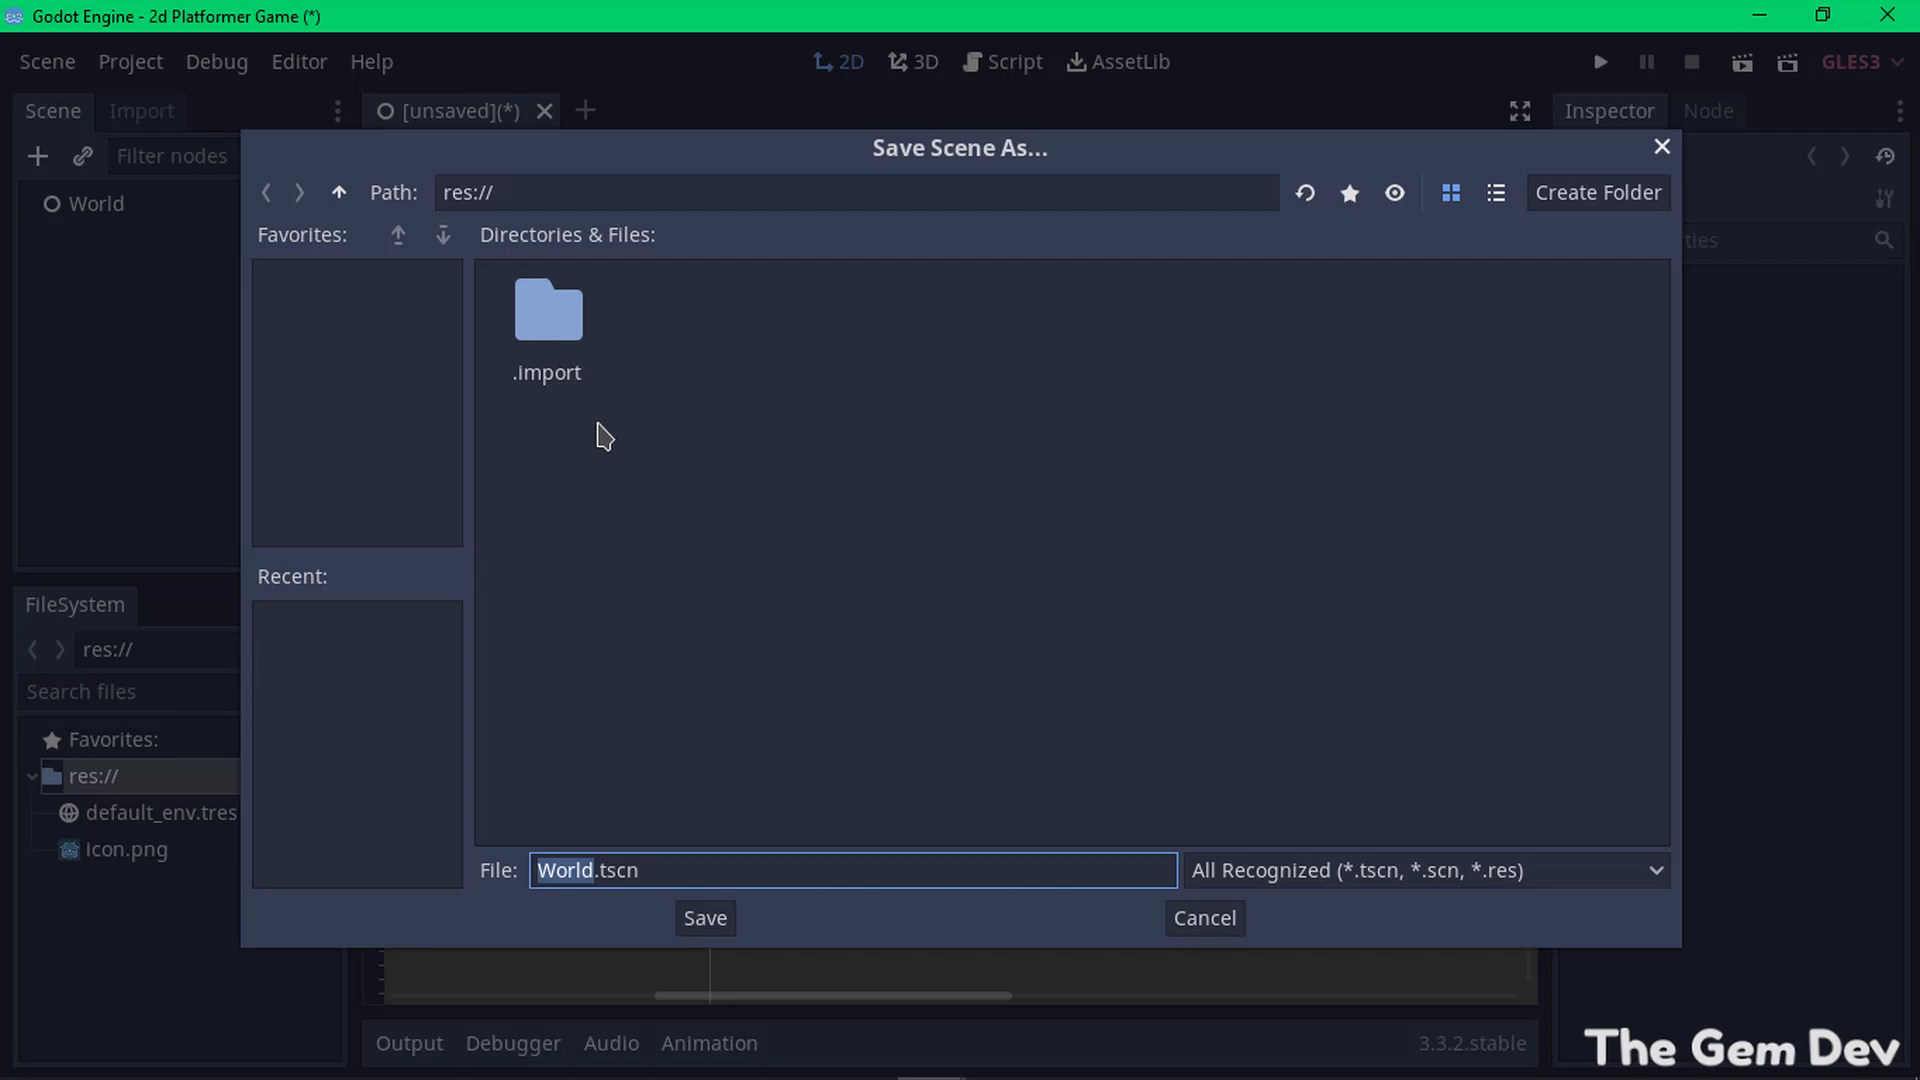 Godot Engine - 2d Platformer Game (*)
Scene Project Debug Editor Help 2D 3D Script AssetLib GLES3
Scene Import [unsaved](*) Inspector Node
Filter nodes
World
Save Scene As...
Path: res:// Create Folder
Favorites: Directories & Files:
ties
.import
Recent:
FileSystem
res://
Search files
Favorites:
res://
default_env.tres
icon.png
File: World.tscn All Recognized (*.tscn, *.scn, *.res)
Save Cancel
Output Debugger Audio Animation 3.3.2.stable
The Gem Dev